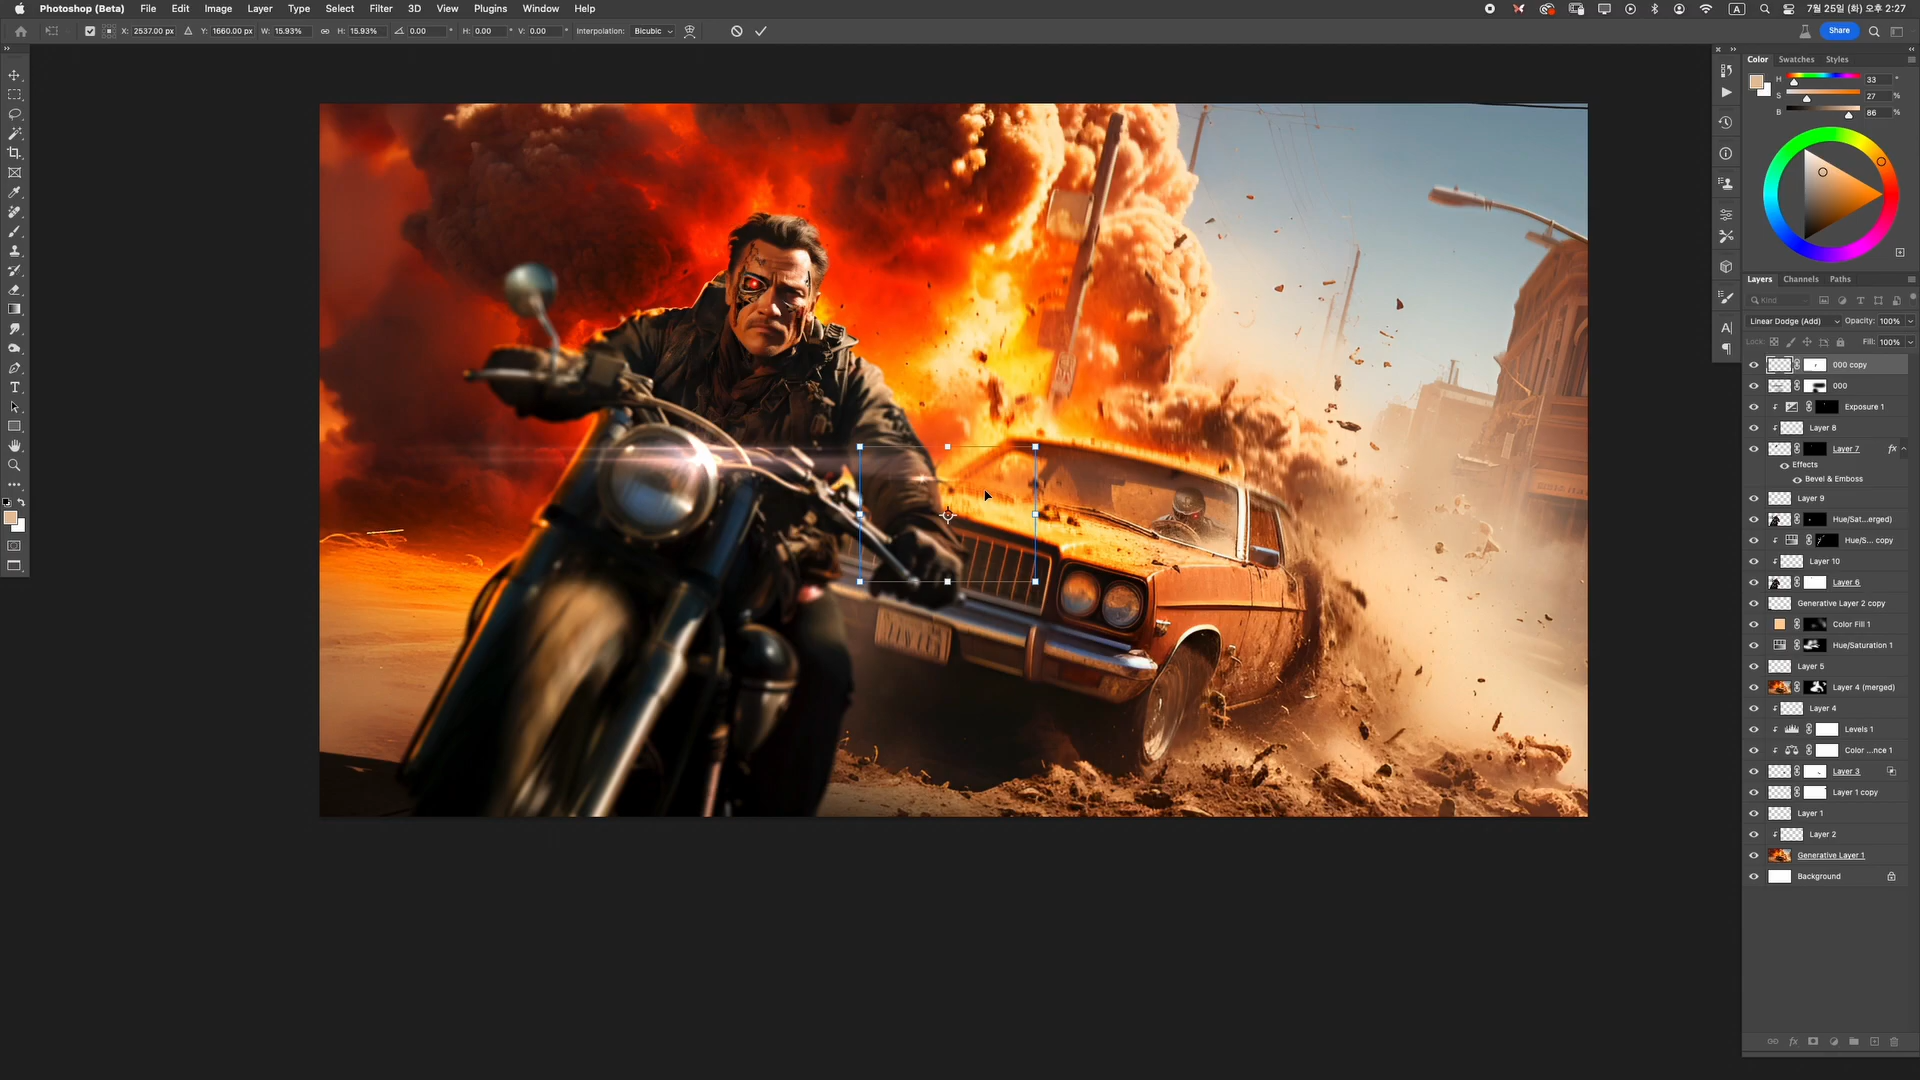 Photoshop (Beta) File Edit Image Layer Type Select Filter 3D View Plugins Window Help A 7월 25일 (화) 오후 2:27
X: 2537.00 px Y: 1660.00 px W: 15.93% H: 15.93% 0.00 ° H: 0.00 ° V: 0.00 ° Interpolation: Bicubic Share
Color Swatches Styles
H 33 °
S 27 %
B 86 %
Layers Channels Paths
Kind
Linear Dodge (Add) Opacity: 100%
Lock: Fill: 100%
000 copy
000
Exposure 1
Layer 8
Layer 7 fx
Effects
Bevel & Emboss
Layer 9
Hue/Sat...erged)
Hue/S... copy
Layer 10
Layer 6
Generative Layer 2 copy
Color Fill 1
Hue/Saturation 1
Layer 5
Layer 4 (merged)
Layer 4
Levels 1
Color ...nce 1
Layer 3
Layer 1 copy
Layer 1
Layer 2
Generative Layer 1
Background
fx